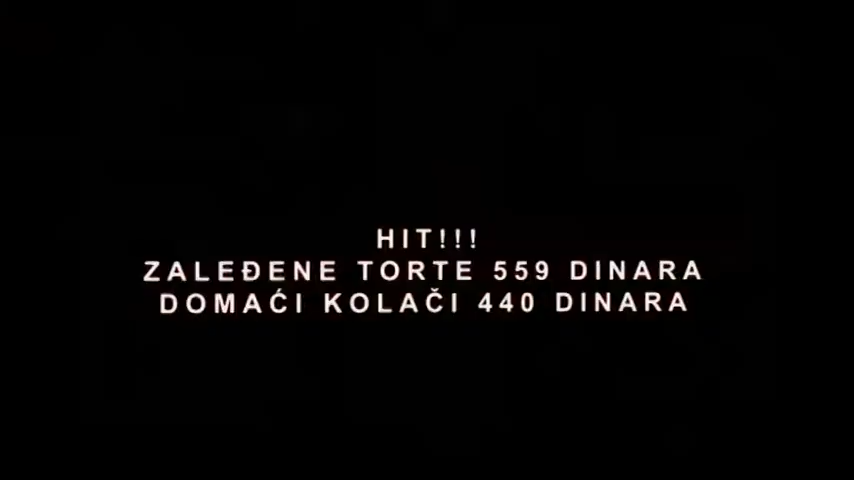 HIT!!!
ZALEĐENE TORTE 559 DINARA
DOMAĆI KOLAČI 440 DINARA